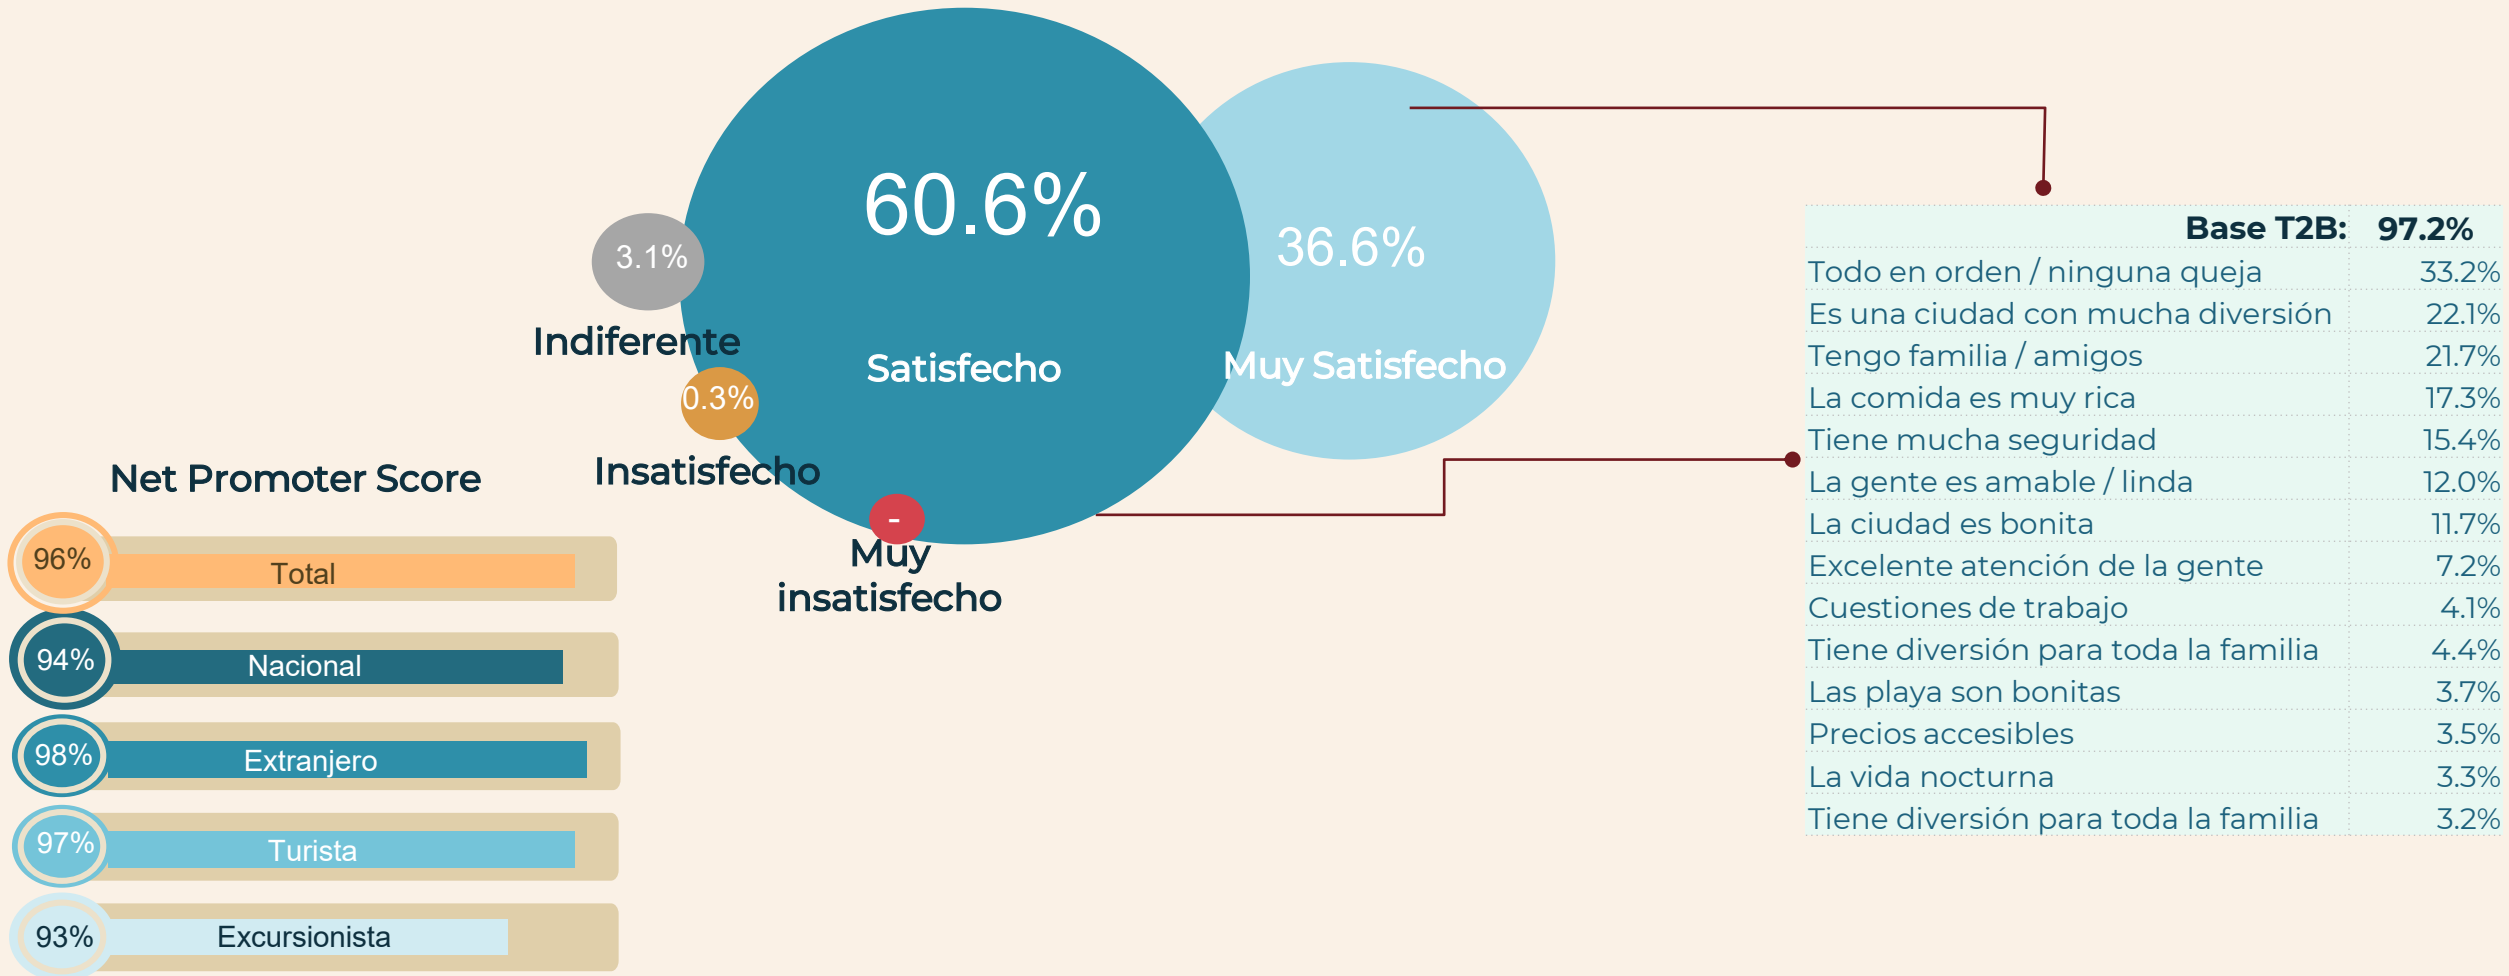 60.6%
Satisfecho
36.6%
Muy Satisfecho
3.1%
Indiferente
0.3%
Insatisfecho
-
Muy
insatisfecho
Net Promoter Score
96%
Total
94%
Nacional
98%
Extranjero
97%
Turista
93%
Excursionista
Base T2B: 97.2%
Todo en orden / ninguna queja 33.2%
Es una ciudad con mucha diversión 22.1%
Tengo familia / amigos 21.7%
La comida es muy rica 17.3%
Tiene mucha seguridad 15.4%
La gente es amable / linda 12.0%
La ciudad es bonita 11.7%
Excelente atención de la gente 7.2%
Cuestiones de trabajo 4.1%
Tiene diversión para toda la familia 4.4%
Las playa son bonitas 3.7%
Precios accesibles 3.5%
La vida nocturna 3.3%
Tiene diversión para toda la familia 3.2%